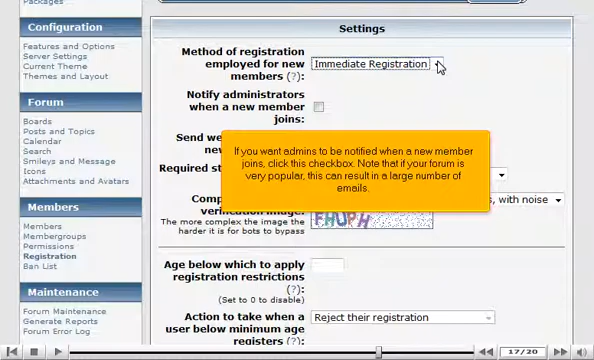 Packages
Configuration
Features and Options
Server Settings
Current Theme
Themes and Layout
Forum
Boards
Posts and Topics
Calendar
Search
Smileys and Message
Icons
Attachments and Avatars
Members
Members
Membergroups
Permissions
Registration
Ban List
Maintenance
Forum Maintenance
Generate Reports
Forum Error Log
Settings
Method of registration
employed for new
members (?):
Immediate Registration
Notify administrators
when a new member
joins:
Send we
new
Required st
If you want admins to be notified when a new member
joins, click this checkbox. Note that if your forum is
very popular, this can result in a large number of
emails.
Comp
s, with noise
verification image:
The more complex the image the
harder it is for bots to bypass
Age below which to apply
registration restrictions
(?):
(Set to 0 to disable)
Action to take when a
user below minimum age
registers (?):
Reject their registration
17/20